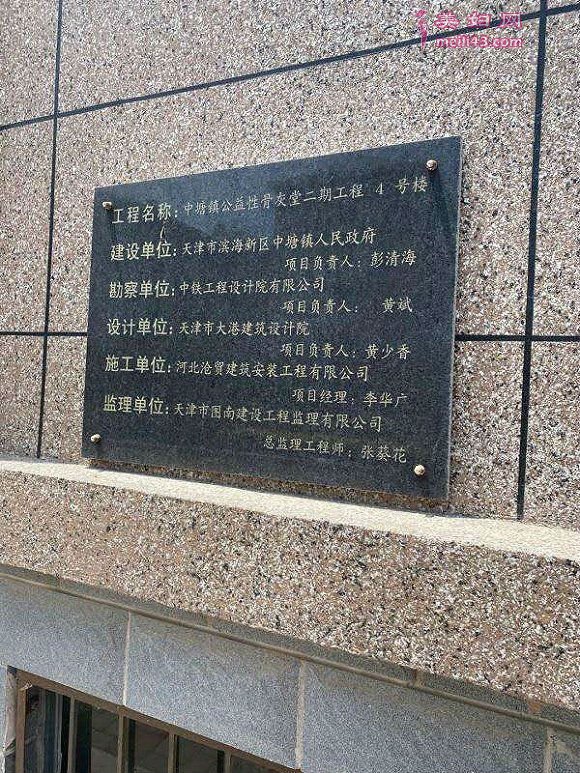 美妞网
meili43.com
工程名称：中塘镇公益性骨灰堂二期工程 4 号楼
建设单位：天津市滨海新区中塘镇人民政府
项目负责人：彭清海
勘察单位：中铁工程设计院有限公司
项目负责人： 黄斌
设计单位：天津市大港建筑设计院
项目负责人：黄少香
施工单位：河北沧贸建筑安装工程有限公司
项目经理：李华广
监理单位：天津市图南建设工程监理有限公司
总监理工程师：张葵花